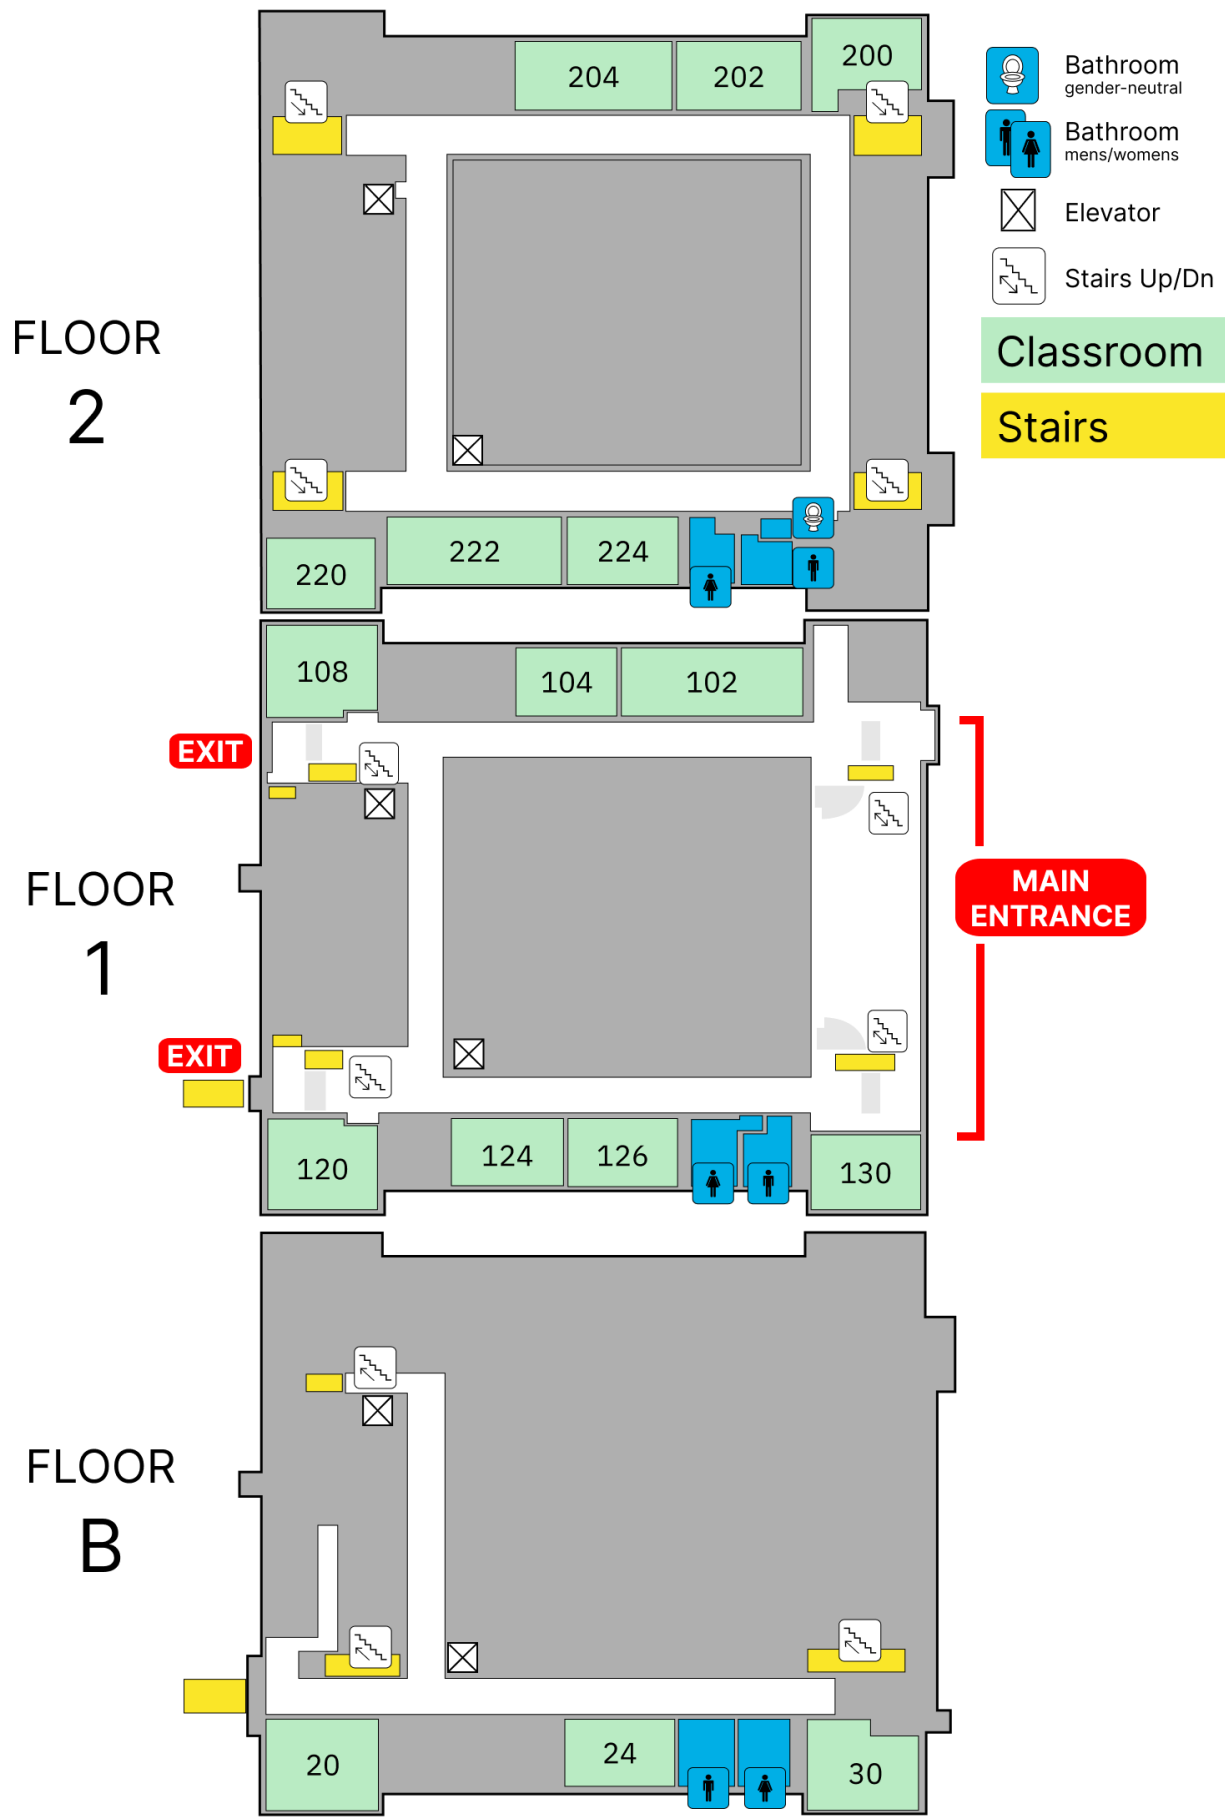 204
202
200
Bathroom
gender-neutral
Bathroom
mens/womens
Elevator
Stairs Up/Dn
Classroom
Stairs
FLOOR
2
222
224
220
108
104
102
EXIT
FLOOR
1
MAIN
ENTRANCE
EXIT
124
126
120
130
FLOOR
B
20
24
30